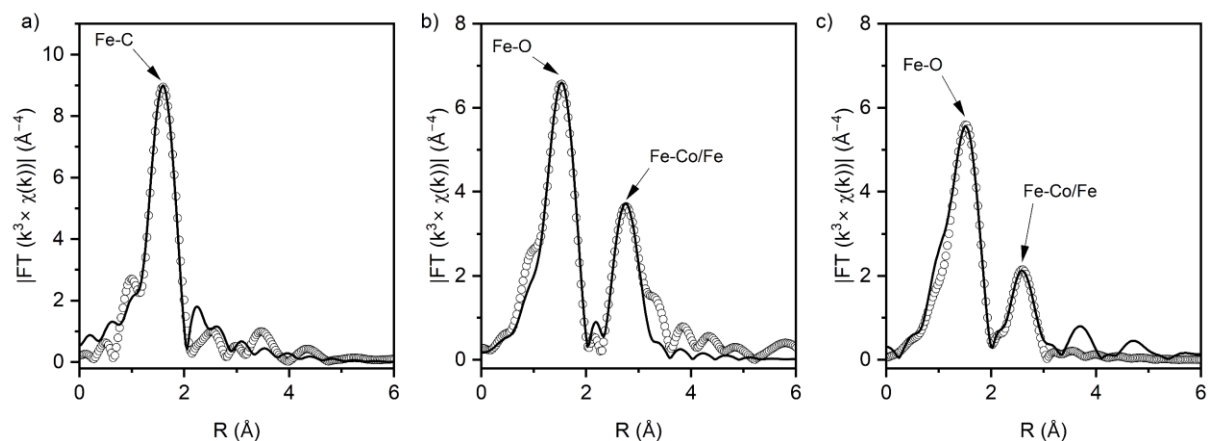 a)
Fe-C
|FT (k³ × χ(k))| (Å⁻⁴)
10
8
6
4
2
0
0 2 4 6
R (Å)
b)
Fe-O
Fe-Co/Fe
|FT (k³ × χ(k))| (Å⁻⁴)
8
6
4
2
0
0 2 4 6
R (Å)
c)
Fe-O
Fe-Co/Fe
|FT (k³ × χ(k))| (Å⁻⁴)
8
6
4
2
0
0 2 4 6
R (Å)